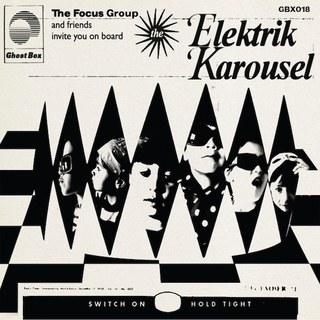 Ghost Box
The Focus Group
and friends
invite you on board
the
Elektrik
Karousel
GBX018
SWITCH ON
HOLD TIGHT